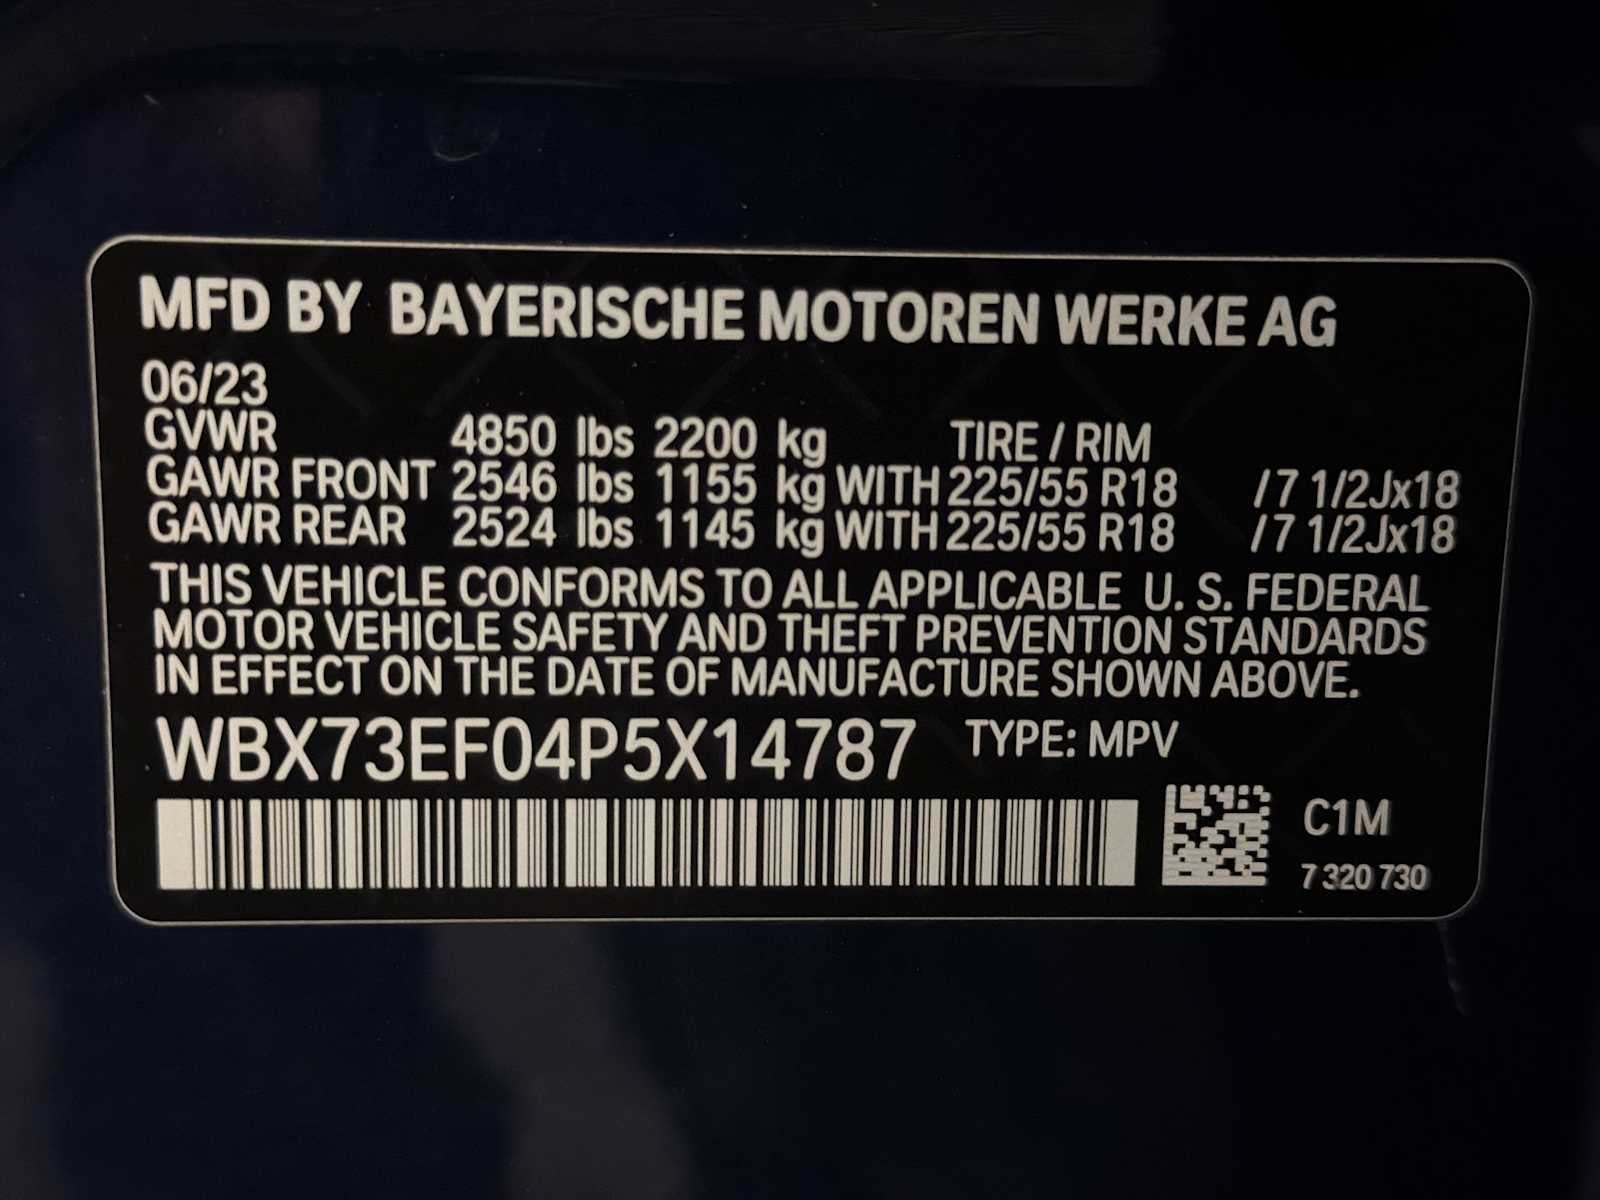 MFD BY BAYERISCHE MOTOREN WERKE AG
06/23
GVWR 4850 lbs 2200 kg TIRE / RIM
GAWR FRONT 2546 lbs 1155 kg WITH 225/55 R18 /7 1/2Jx18
GAWR REAR 2524 lbs 1145 kg WITH 225/55 R18 /7 1/2Jx18
THIS VEHICLE CONFORMS TO ALL APPLICABLE U. S. FEDERAL
MOTOR VEHICLE SAFETY AND THEFT PREVENTION STANDARDS
IN EFFECT ON THE DATE OF MANUFACTURE SHOWN ABOVE.
WBX73EF04P5X14787 TYPE: MPV
C1M
7 320 730